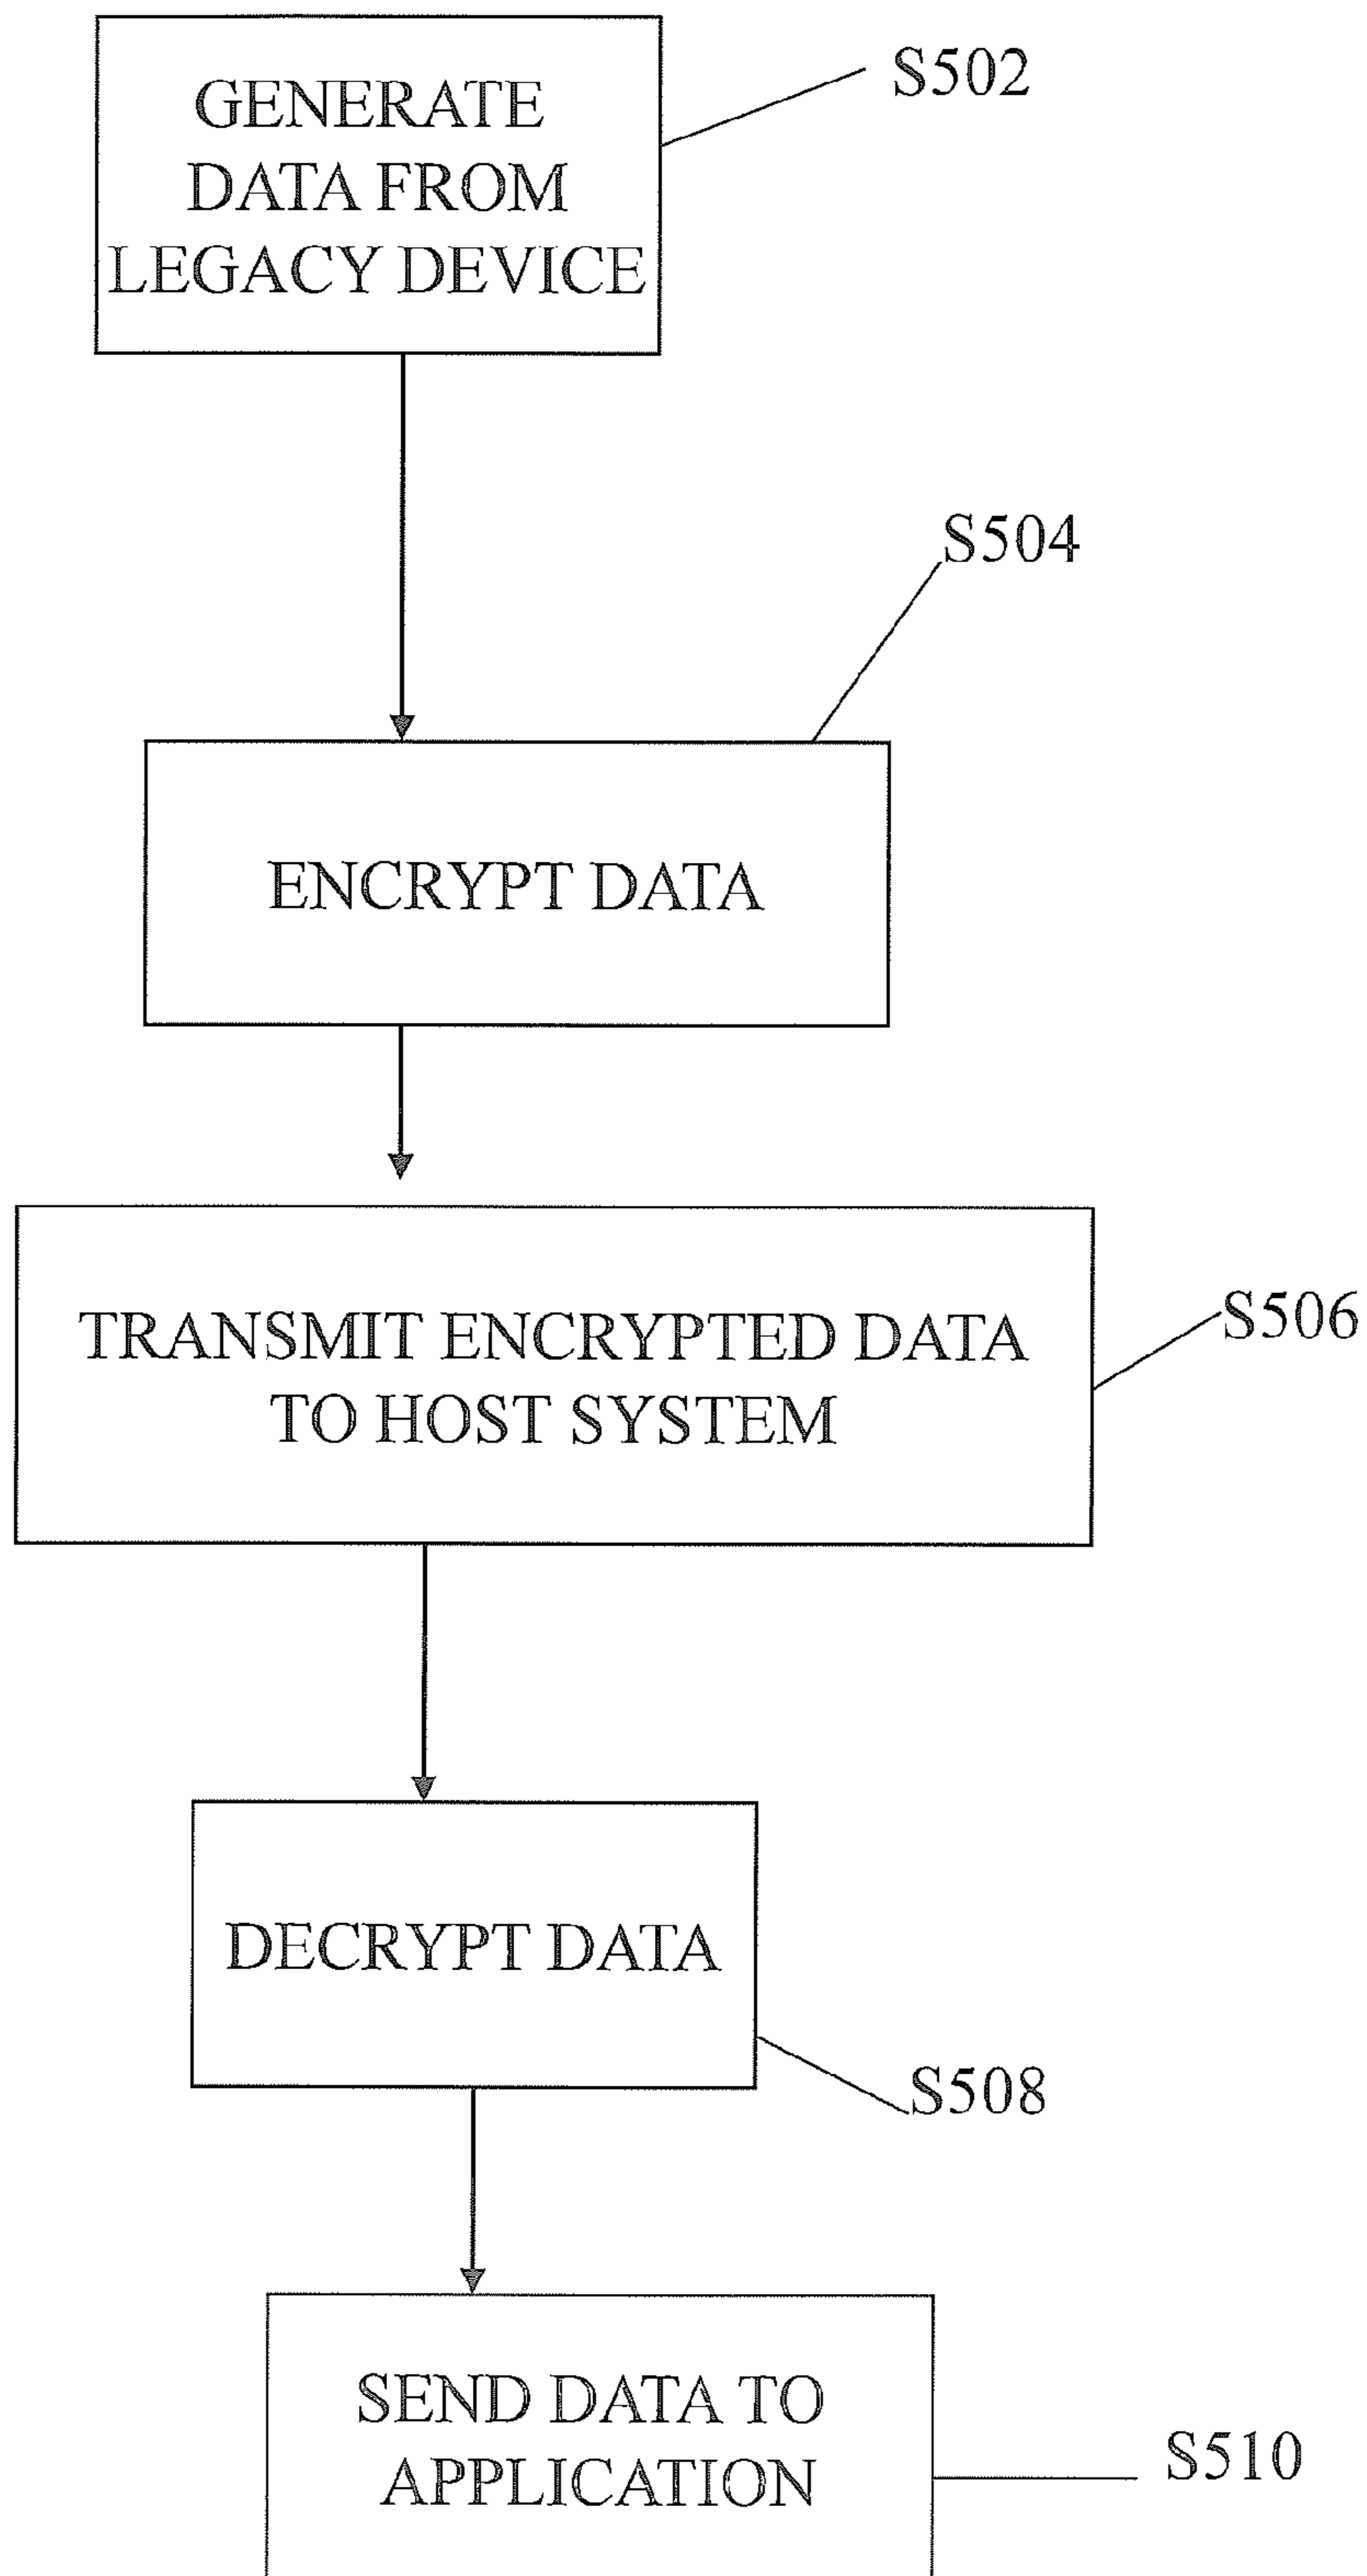 GENERATE
DATA FROM
LEGACY DEVICE
S502
S504
ENCRYPT DATA
TRANSMIT ENCRYPTED DATA
TO HOST SYSTEM
S506
DECRYPT DATA
S508
SEND DATA TO
APPLICATION
S510